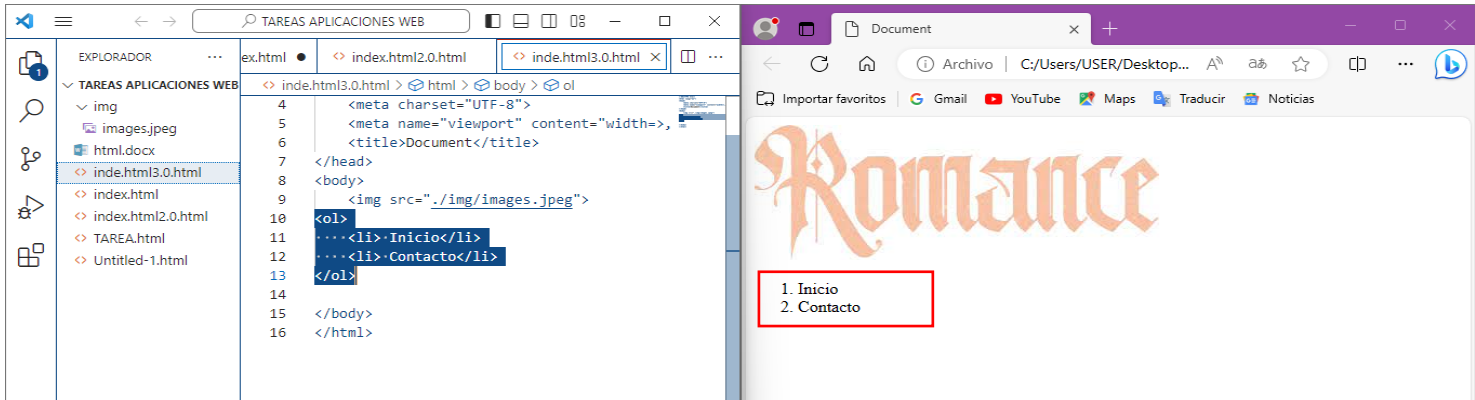 TAREAS APLICACIONES WEB
EXPLORADOR ...
TAREAS APLICACIONES WEB
img
images.jpeg
html.docx
inde.html3.0.html
index.html
index.html2.0.html
TAREA.html
Untitled-1.html
1
ex.html ● <> index.html2.0.html <> inde.html3.0.html ×
<> inde.html3.0.html > html > body > ol
4 <meta charset="UTF-8">
5 <meta name="viewport" content="width=>,
6 <title>Document</title>
7 </head>
8 <body>
9 <img src="./img/images.jpeg">
10 <ol>
11 ····<li>·Inicio</li>
12 ····<li>·Contacto</li>
13 </ol>
14
15 </body>
16 </html>
Document
Archivo | C:/Users/USER/Desktop... A aあ ...
Importar favoritos G Gmail YouTube Maps Traducir Noticias
Romance
1. Inicio
2. Contacto